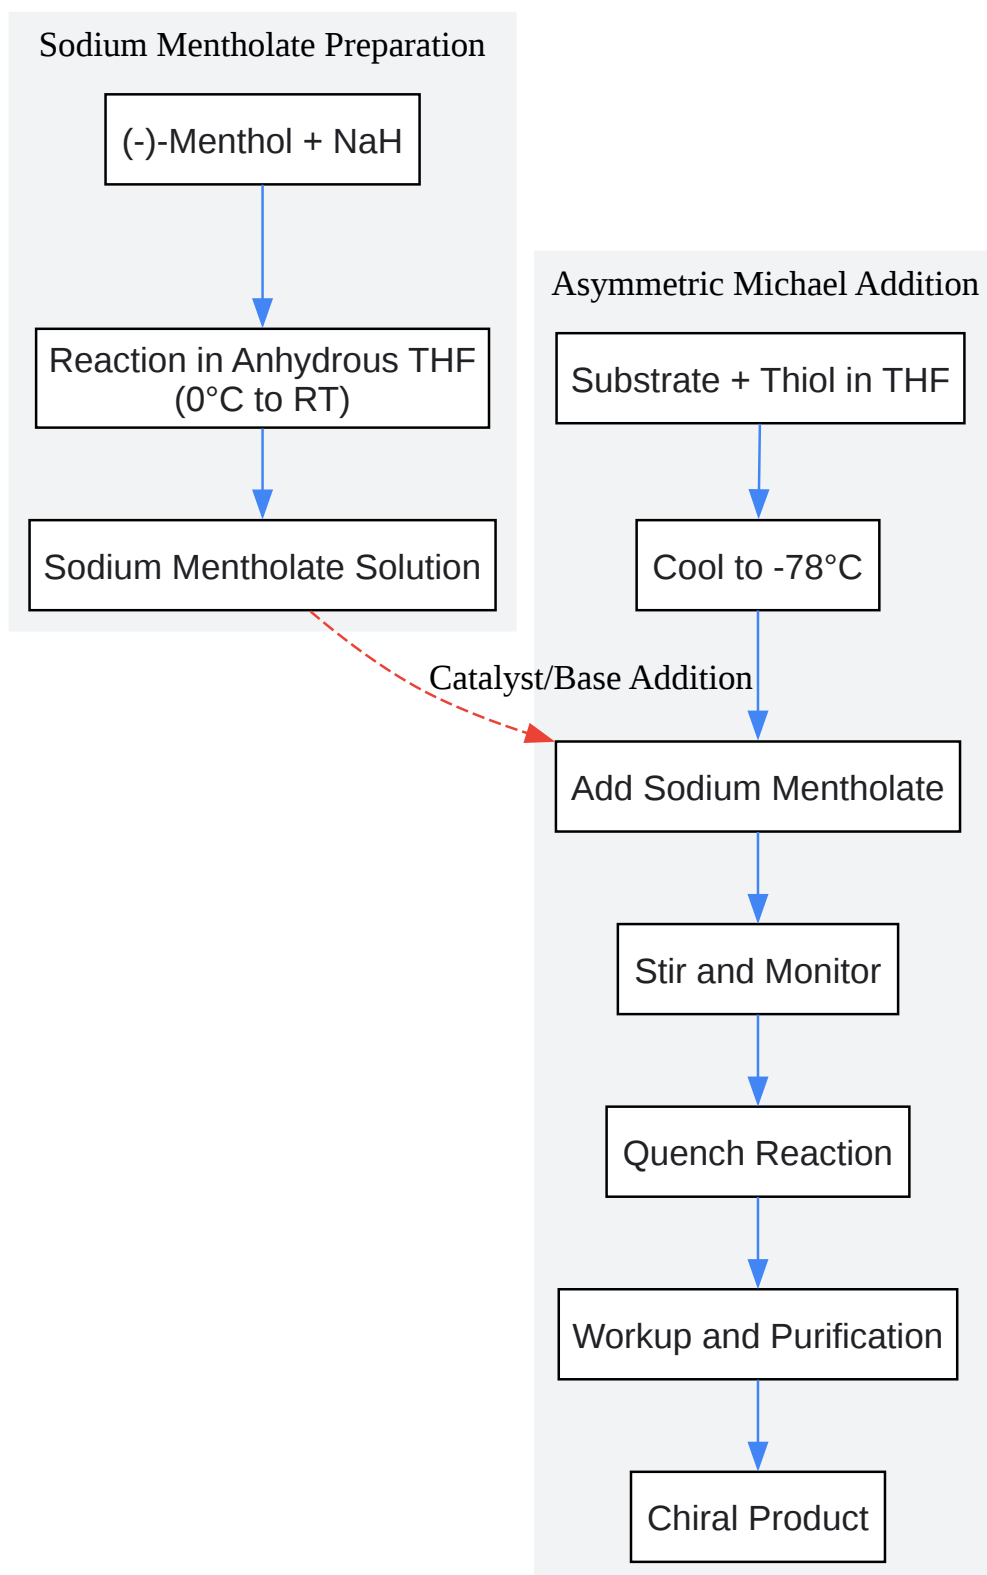 Sodium Mentholate Preparation
(-)-Menthol + NaH
Reaction in Anhydrous THF
(0°C to RT)
Sodium Mentholate Solution
Catalyst/Base Addition
Asymmetric Michael Addition
Substrate + Thiol in THF
Cool to -78°C
Add Sodium Mentholate
Stir and Monitor
Quench Reaction
Workup and Purification
Chiral Product